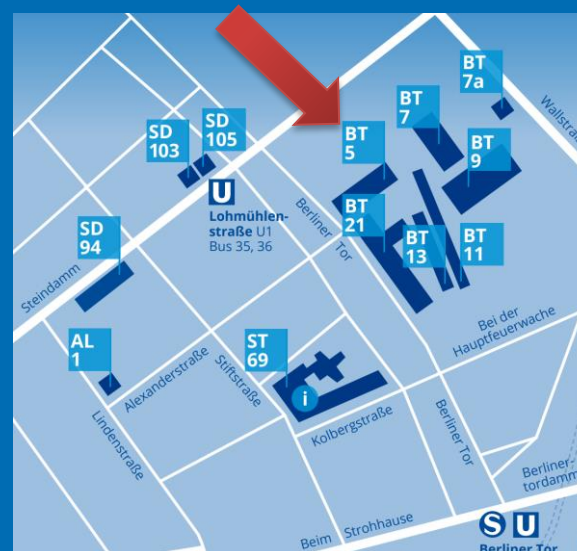 BT
7a
BT
7
Wallstraß
SD
105
SD
103
BT
5
BT
9
U
Lohmühlen-
straße U1
Bus 35, 36
Berliner Tor
BT
21
SD
94
BT
13
BT
11
Steindamm
Bei der
Hauptfeuerwache
AL
1
ST
69
Alexanderstraße
Stiftstraße
i
Lindenstraße
Kolbergstraße
Berliner Tor
Berliner-
tordamm
Beim Strohhause
S U
Berliner Tor